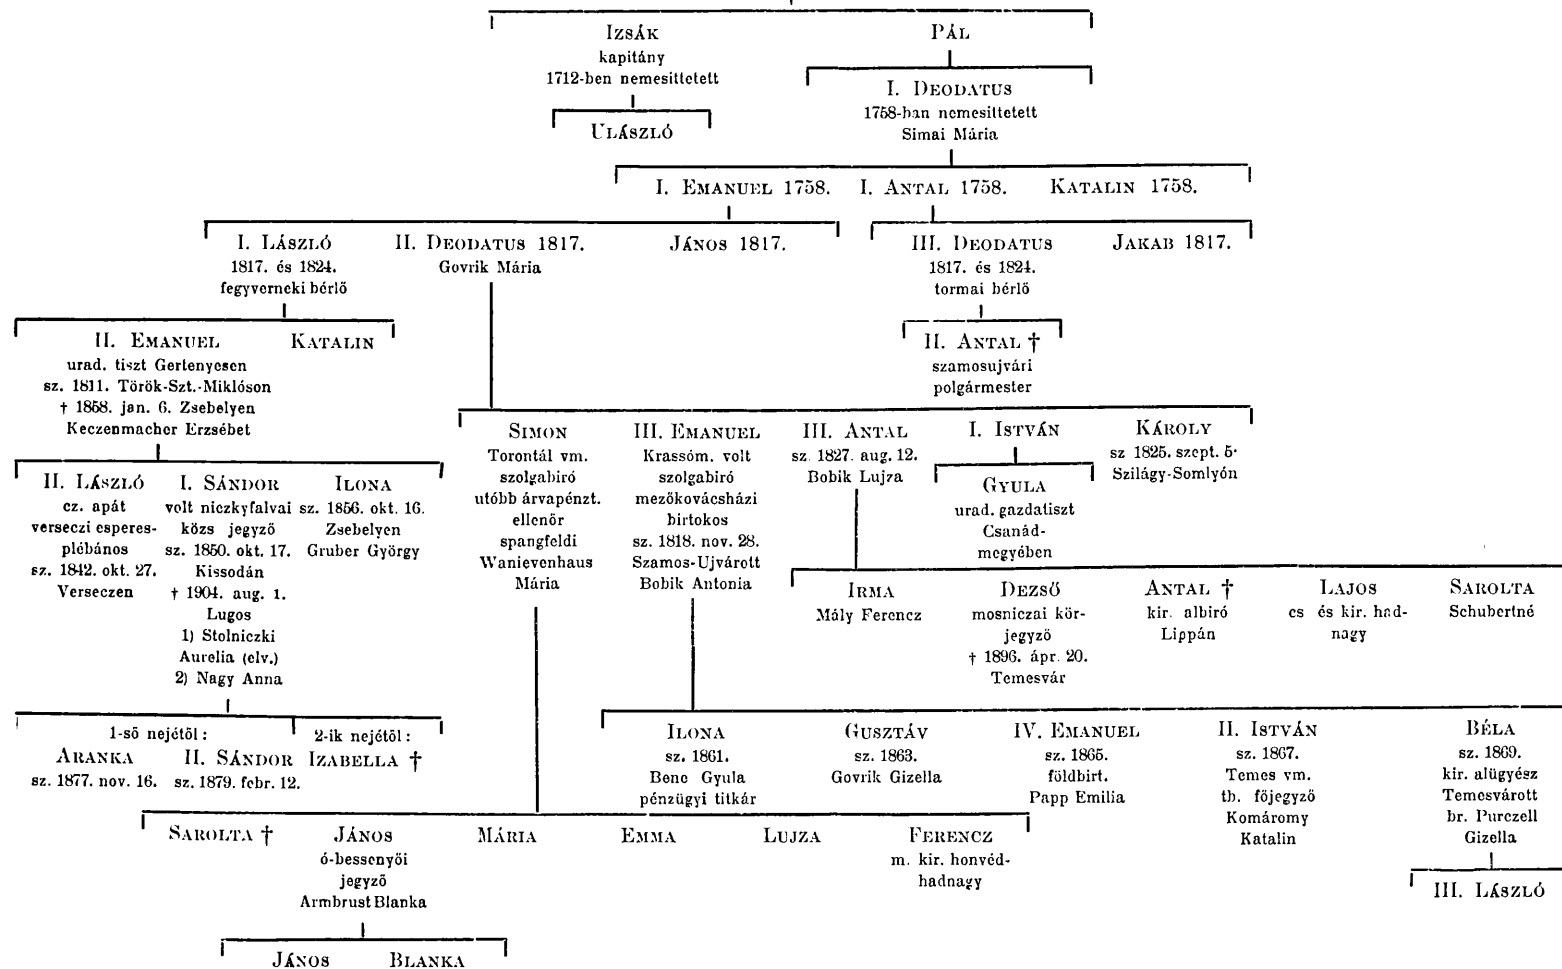 IZSÁK
kapitány
1712-ben nemesittetett
PÁL
I. DEODATUS
1758-ban nemesittetett
Simai Mária
ULÁSZLÓ
I. EMANUEL 1758. I. ANTAL 1758. KATALIN 1758.
I. LÁSZLÓ
1817. és 1824.
fegyverneki bérlő
II. DEODATUS 1817.
Govrik Mária
JÁNOS 1817.
III. DEODATUS
1817. és 1824.
tormai bérlő
JAKAB 1817.
II. EMANUEL
urad. tiszt Gertenyesen
sz. 1811. Török-Szt.-Miklóson
† 1858. jan. 6. Zsebelyen
Keczenmacher Erzsébet
KATALIN
II. ANTAL †
szamosujvári
polgármester
SIMON
Torontál vm.
szolgabiró
utóbb árvapénzt.
ellenőr
spangfeldi
Wanievenhaus
Mária
III. EMANUEL
Krassóm. volt
szolgabiró
mezőkovácsházi
birtokos
sz. 1818. nov. 28.
Szamos-Ujvárott
Bobik Antonia
III. ANTAL
sz. 1827. aug. 12.
Bobik Lujza
I. ISTVÁN
KÁROLY
sz 1825. szept. 5.
Szilágy-Somlyón
GYULA
urad. gazdatiszt
Csanád-
megyében
II. LÁSZLÓ
cz. apát
verseczi esperes-
plébános
sz. 1842. okt. 27.
Verseczen
I. SÁNDOR
volt niczkyfalvai
közs jegyző
sz. 1850. okt. 17.
Kissodán
† 1904. aug. 1.
Lugos
1) Stolniczki
Aurelia (elv.)
2) Nagy Anna
ILONA
sz. 1856. okt. 16.
Zsebelyen
Gruber György
IRMA
Mály Ferencz
DEZSŐ
mosniczai kör-
jegyző
† 1896. ápr. 20.
Temesvár
ANTAL †
kir. albiró
Lippán
LAJOS
cs és kir. had-
nagy
SAROLTA
Schubertné
1-ső nejétől:
ARANKA
sz. 1877. nov. 16.
II. SÁNDOR
sz. 1879. febr. 12.
2-ik nejétől:
IZABELLA †
ILONA
sz. 1861.
Bene Gyula
pénzügyi titkár
GUSZTÁV
sz. 1863.
Govrik Gizella
IV. EMANUEL
sz. 1865.
földbirt.
Papp Emilia
II. ISTVÁN
sz. 1867.
Temes vm.
tb. főjegyző
Komáromy
Katalin
BÉLA
sz. 1869.
kir. alügyész
Temesvárott
br. Purczell
Gizella
III. LÁSZLÓ
SAROLTA †
JÁNOS
ó-bessenyői
jegyző
Armbrust Blanka
MÁRIA
EMMA
LUJZA
FERENCZ
m. kir. honvéd-
hadnagy
JÁNOS BLANKA